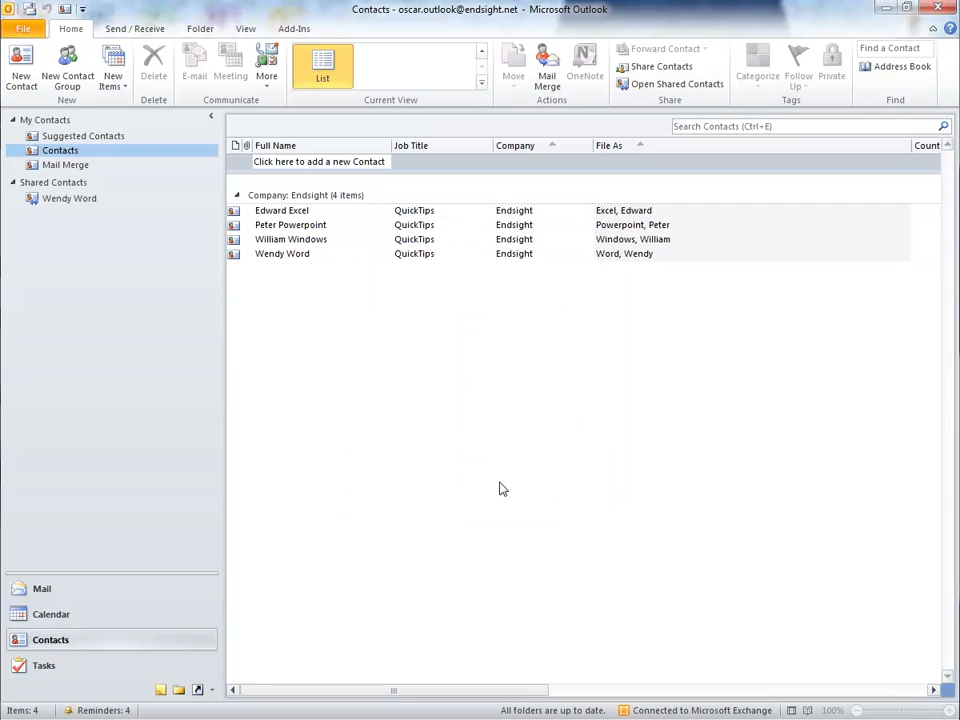 Contacts - oscar.outlook@endsight.net - Microsoft Outlook
File Home Send / Receive Folder View Add-Ins
New Contact
New Contact Group
New Items
New
Delete
Delete
E-mail
Meeting
More
Communicate
List
Current View
Move
Mail Merge
OneNote
Actions
Forward Contact
Share Contacts
Open Shared Contacts
Share
Categorize
Follow Up
Private
Tags
Find a Contact
Address Book
Find
My Contacts
Suggested Contacts
Contacts
Mail Merge
Shared Contacts
Wendy Word
Search Contacts (Ctrl+E)
Full Name Job Title Company File As Count
Click here to add a new Contact
Company: Endsight (4 items)
Edward Excel QuickTips Endsight Excel, Edward
Peter Powerpoint QuickTips Endsight Powerpoint, Peter
William Windows QuickTips Endsight Windows, William
Wendy Word QuickTips Endsight Word, Wendy
Mail
Calendar
Contacts
Tasks
Items: 4 Reminders: 4 All folders are up to date. Connected to Microsoft Exchange 100%